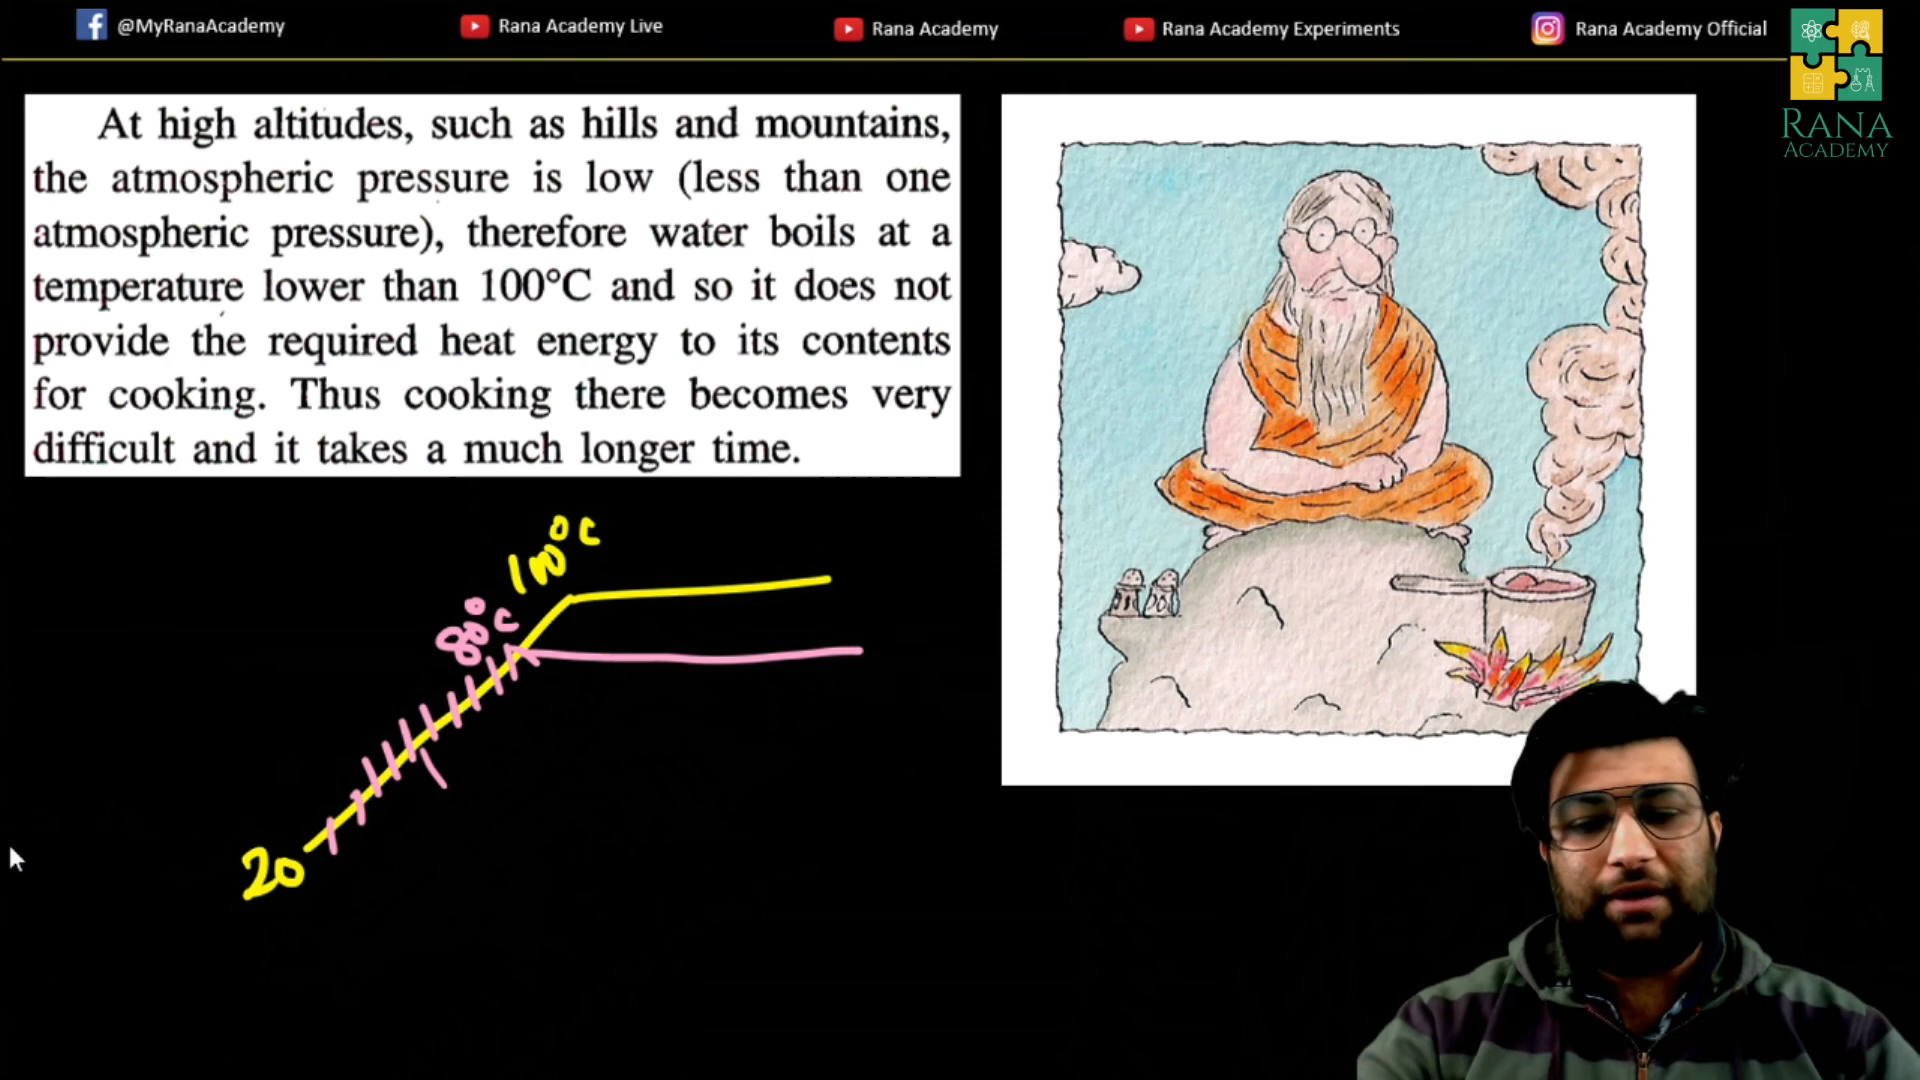 @MyRanaAcademy
Rana Academy Live
Rana Academy
Rana Academy Experiments
Rana Academy Official
RANA
ACADEMY
At high altitudes, such as hills and mountains,
the atmospheric pressure is low (less than one
atmospheric pressure), therefore water boils at a
temperature lower than 100°C and so it does not
provide the required heat energy to its contents
for cooking. Thus cooking there becomes very
difficult and it takes a much longer time.
100°C
80°C
20